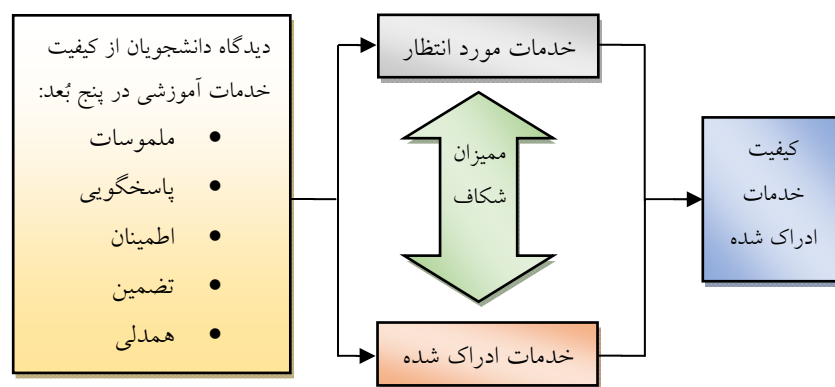 دیدگاه دانشجویان از کیفیت
خدمات آموزشی در پنج بُعد:
• ملموسات
• پاسخگویی
• اطمینان
• تضمین
• همدلی
خدمات مورد انتظار
ممیزان
شکاف
خدمات ادراک شده
کیفیت
خدمات
ادراک شده